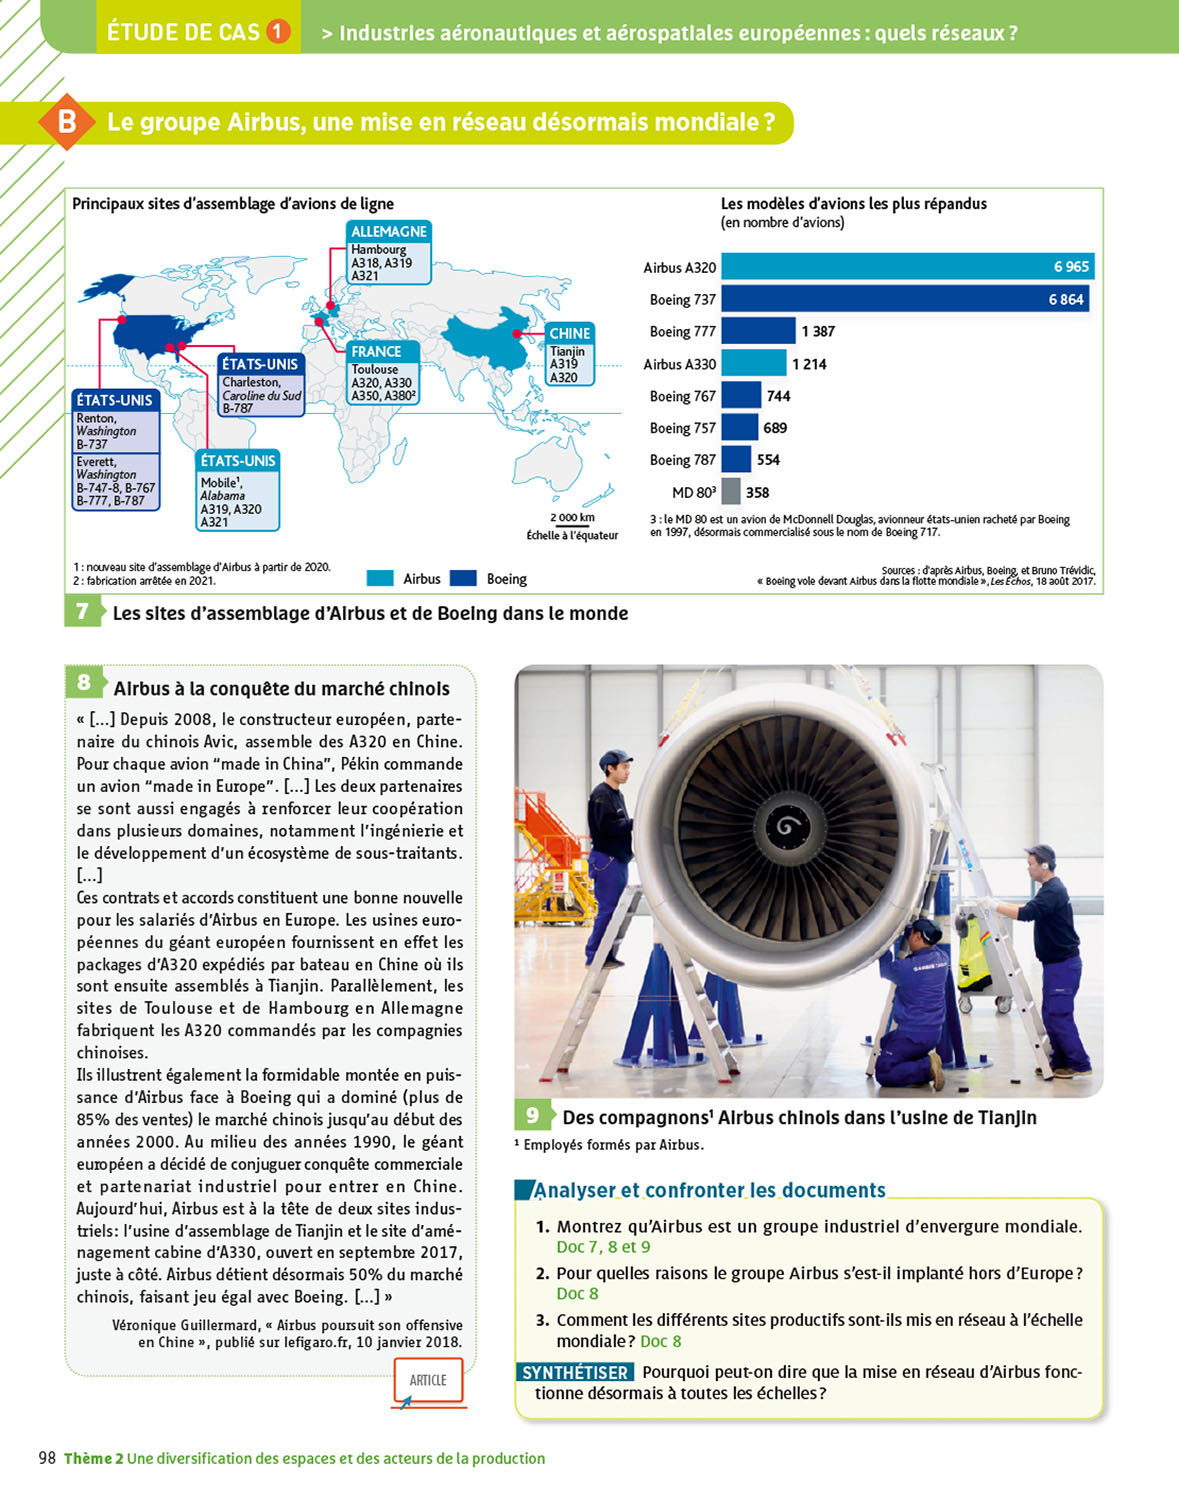 ÉTUDE DE CAS 1
> Industries aéronautiques et aérospatiales européennes : quels réseaux ?
B Le groupe Airbus, une mise en réseau désormais mondiale ?
Principaux sites d'assemblage d'avions de ligne
ALLEMAGNE
Hambourg
A318, A319
A321
CHINE
Tianjin
A319
A320
FRANCE
Toulouse
A320, A330
A350, A380²
ÉTATS-UNIS
Charleston,
Caroline du Sud
B-787
ÉTATS-UNIS
Renton,
Washington
B-737
Everett,
Washington
B-747-8, B-767
B-777, B-787
ÉTATS-UNIS
Mobile¹,
Alabama
A319, A320
A321
2 000 km
Échelle à l'équateur
1 : nouveau site d'assemblage d'Airbus à partir de 2020.
2 : fabrication arrêtée en 2021.
Airbus
Boeing
Les modèles d'avions les plus répandus
(en nombre d'avions)
Airbus A320 6 965
Boeing 737 6 864
Boeing 777 1 387
Airbus A330 1 214
Boeing 767 744
Boeing 757 689
Boeing 787 554
MD 80³ 358
3 : le MD 80 est un avion de McDonnell Douglas, avionneur états-unien racheté par Boeing
en 1997, désormais commercialisé sous le nom de Boeing 717.
Sources : d'après Airbus, Boeing, et Bruno Trévidic,
« Boeing vole devant Airbus dans la flotte mondiale », Les Échos, 18 août 2017.
7 Les sites d'assemblage d'Airbus et de Boeing dans le monde
8 Airbus à la conquête du marché chinois
« [...] Depuis 2008, le constructeur européen, parte-
naire du chinois Avic, assemble des A320 en Chine.
Pour chaque avion "made in China", Pékin commande
un avion "made in Europe". [...] Les deux partenaires
se sont aussi engagés à renforcer leur coopération
dans plusieurs domaines, notamment l'ingénierie et
le développement d'un écosystème de sous-traitants.
[...]
Ces contrats et accords constituent une bonne nouvelle
pour les salariés d'Airbus en Europe. Les usines euro-
péennes du géant européen fournissent en effet les
packages d'A320 expédiés par bateau en Chine où ils
sont ensuite assemblés à Tianjin. Parallèlement, les
sites de Toulouse et de Hambourg en Allemagne
fabriquent les A320 commandés par les compagnies
chinoises.
Ils illustrent également la formidable montée en puis-
sance d'Airbus face à Boeing qui a dominé (plus de
85% des ventes) le marché chinois jusqu'au début des
années 2000. Au milieu des années 1990, le géant
européen a décidé de conjuguer conquête commerciale
et partenariat industriel pour entrer en Chine.
Aujourd'hui, Airbus est à la tête de deux sites indus-
triels : l'usine d'assemblage de Tianjin et le site d'amé-
nagement cabine d'A330, ouvert en septembre 2017,
juste à côté. Airbus détient désormais 50% du marché
chinois, faisant jeu égal avec Boeing. [...] »
Véronique Guillermard, « Airbus poursuit son offensive
en Chine », publié sur lefigaro.fr, 10 janvier 2018.
ARTICLE
9 Des compagnons¹ Airbus chinois dans l'usine de Tianjin
¹ Employés formés par Airbus.
Analyser et confronter les documents
1. Montrez qu'Airbus est un groupe industriel d'envergure mondiale.
Doc 7, 8 et 9
2. Pour quelles raisons le groupe Airbus s'est-il implanté hors d'Europe ?
Doc 8
3. Comment les différents sites productifs sont-ils mis en réseau à l'échelle
mondiale ? Doc 8
SYNTHÉTISER Pourquoi peut-on dire que la mise en réseau d'Airbus fonc-
tionne désormais à toutes les échelles ?
98 Thème 2 Une diversification des espaces et des acteurs de la production